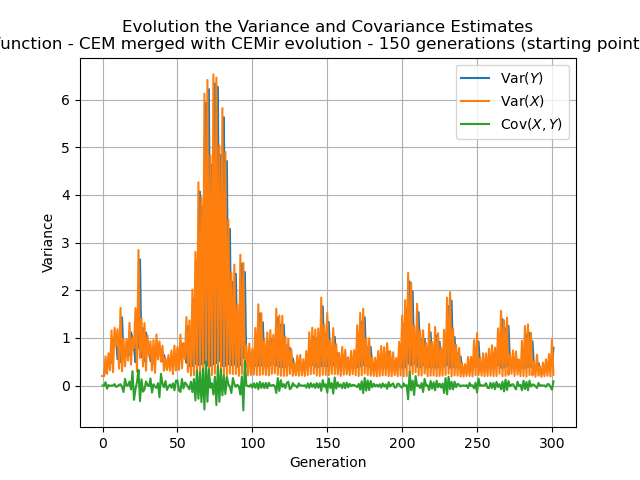 Evolution the Variance and Covariance Estimates
function - CEM merged with CEMir evolution - 150 generations (starting point
Var(Y)
Var(X)
Cov(X, Y)
Variance
6
5
4
3
2
1
0
0 50 100 150 200 250 300
Generation